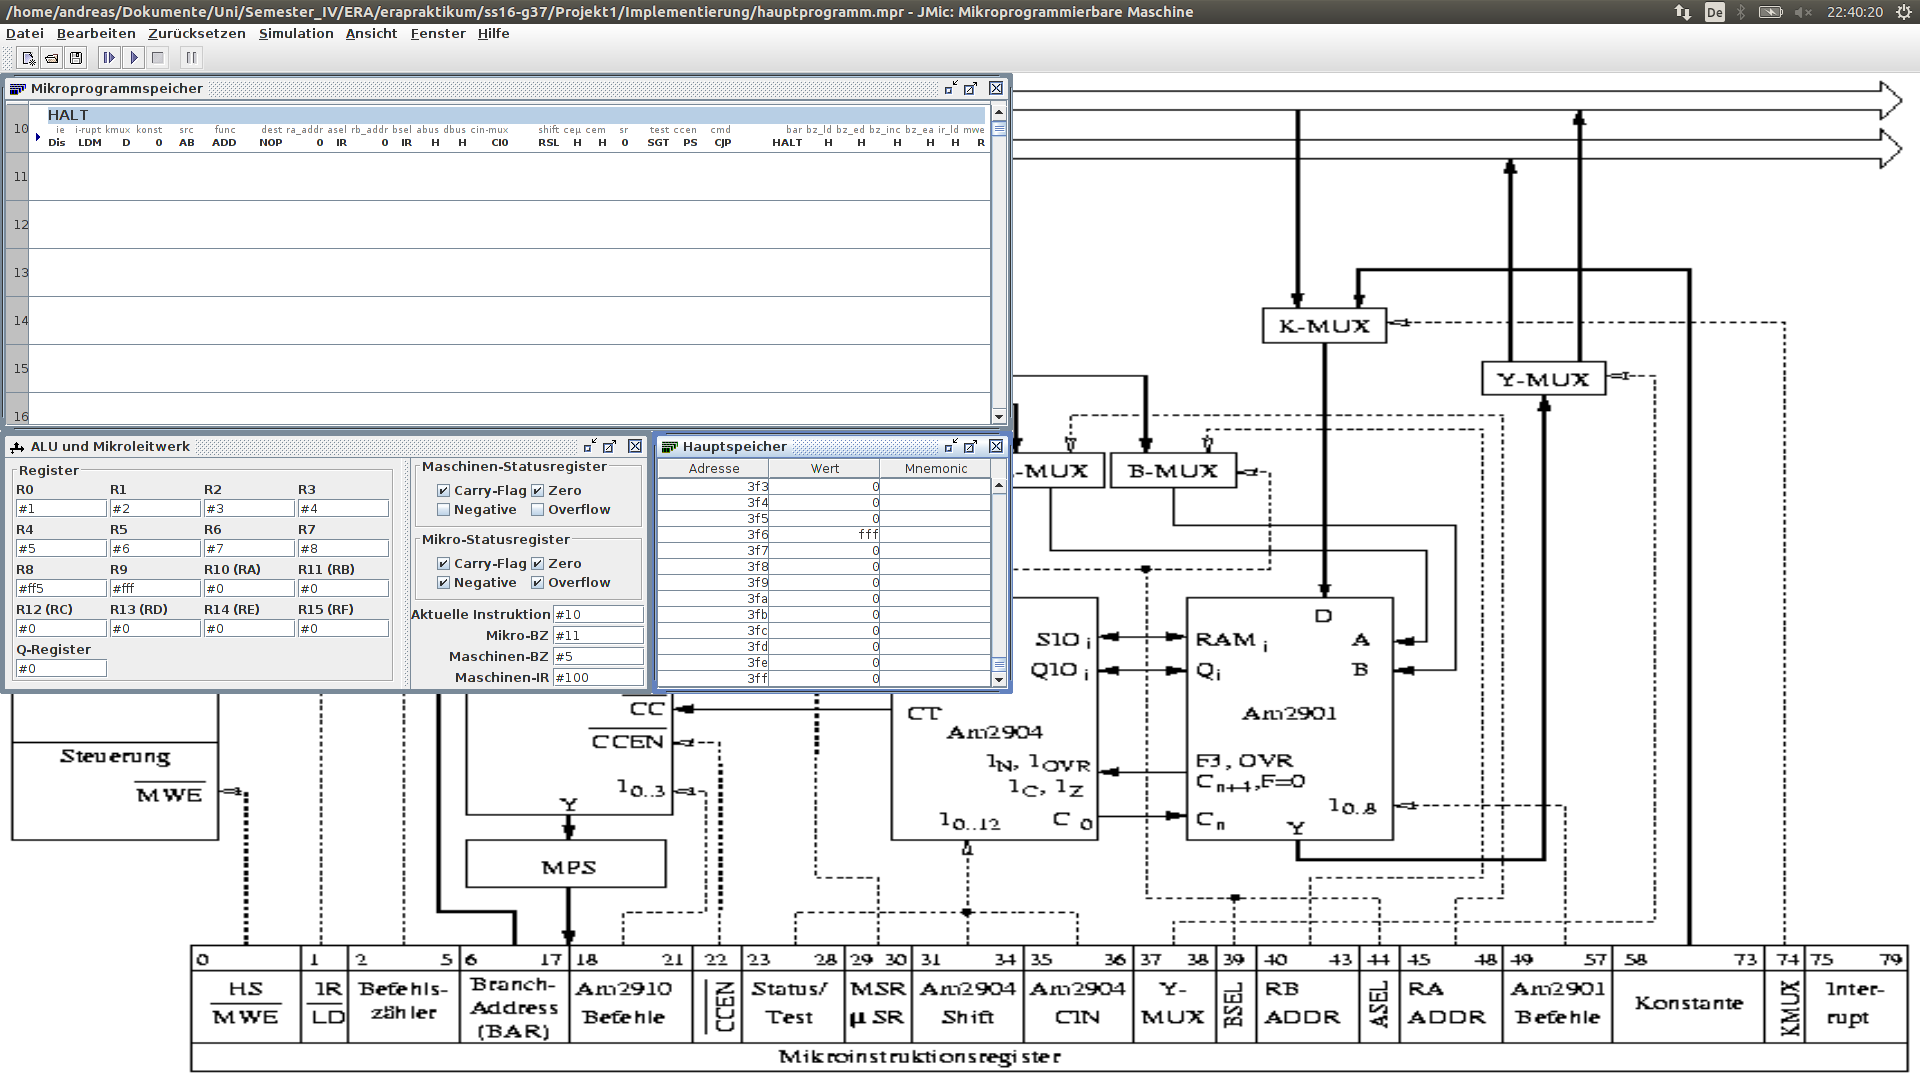 /home/andreas/Dokumente/Uni/Semester_IV/ERA/erapraktikum/ss16-g37/Projekt1/Implementierung/hauptprogramm.mpr - JMic: Mikroprogrammierbare Maschine
De
22:40:20
Datei Bearbeiten Zurücksetzen Simulation Ansicht Fenster Hilfe
Mikroprogrammspeicher
HALT
10
ie i-rupt kmux konst src func dest ra_addr asel rb_addr bsel abus dbus cin-mux shift ceµ cem sr test ccen cmd bar bz_ld bz_ed bz_inc bz_ea ir_ld mwe
Dis LDM D 0 AB ADD NOP 0 IR 0 IR H H CI0 RSL H H 0 SGT PS CJP HALT H H H H H R
11
12
13
14
15
16
ALU und Mikroleitwerk
Register
R0 R1 R2 R3
#1 #2 #3 #4
R4 R5 R6 R7
#5 #6 #7 #8
R8 R9 R10 (RA) R11 (RB)
#ff5 #fff #0 #0
R12 (RC) R13 (RD) R14 (RE) R15 (RF)
#0 #0 #0 #0
Q-Register
#0
Maschinen-Statusregister
Carry-Flag Zero
Negative Overflow
Mikro-Statusregister
Carry-Flag Zero
Negative Overflow
Aktuelle Instruktion #10
Mikro-BZ #11
Maschinen-BZ #5
Maschinen-IR #100
Hauptspeicher
Adresse Wert Mnemonic
3f3 0
3f4 0
3f5 0
3f6 fff
3f7 0
3f8 0
3f9 0
3fa 0
3fb 0
3fc 0
3fd 0
3fe 0
3ff 0
K-MUX
Y-MUX
-MUX
B-MUX
D
SIO i
RAM i
A
QIO i
Q i
B
CC
CT
Am2904
Am2901
CCEN
Steuerung
MWE
I N, I OVR
I C, I Z
F3, OVR
C n+1, F=0
I 0..3
I 0..8
Y
I 0..12
C 0
C n
Y
MPS
0 1 2 5 6 17 18 21 22 23 28 29 30 31 34 35 36 37 38 39 40 43 44 45 48 49 57 58 73 74 75 79
HS MWE
IR LD
Befehls-zähler
Branch-Address (BAR)
Am2910 Befehle
CCEN
Status/ Test
MSR µSR
Am2904 Shift
Am2904 CIN
Y-MUX
BSEL
RB ADDR
ASEL
RA ADDR
Am2901 Befehle
Konstante
KMUX
Inter-rupt
Mikroinstruktionsregister